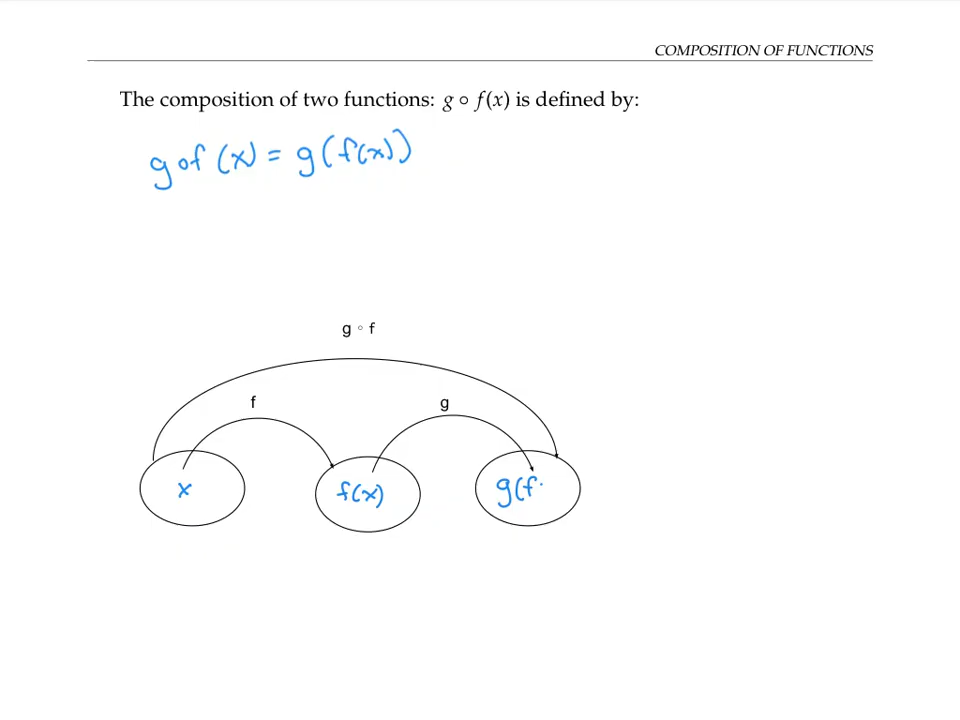 COMPOSITION OF FUNCTIONS
The composition of two functions: g ∘ f(x) is defined by:
g∘f (x) = g(f(x))
g ∘ f
f g
x f(x) g(f